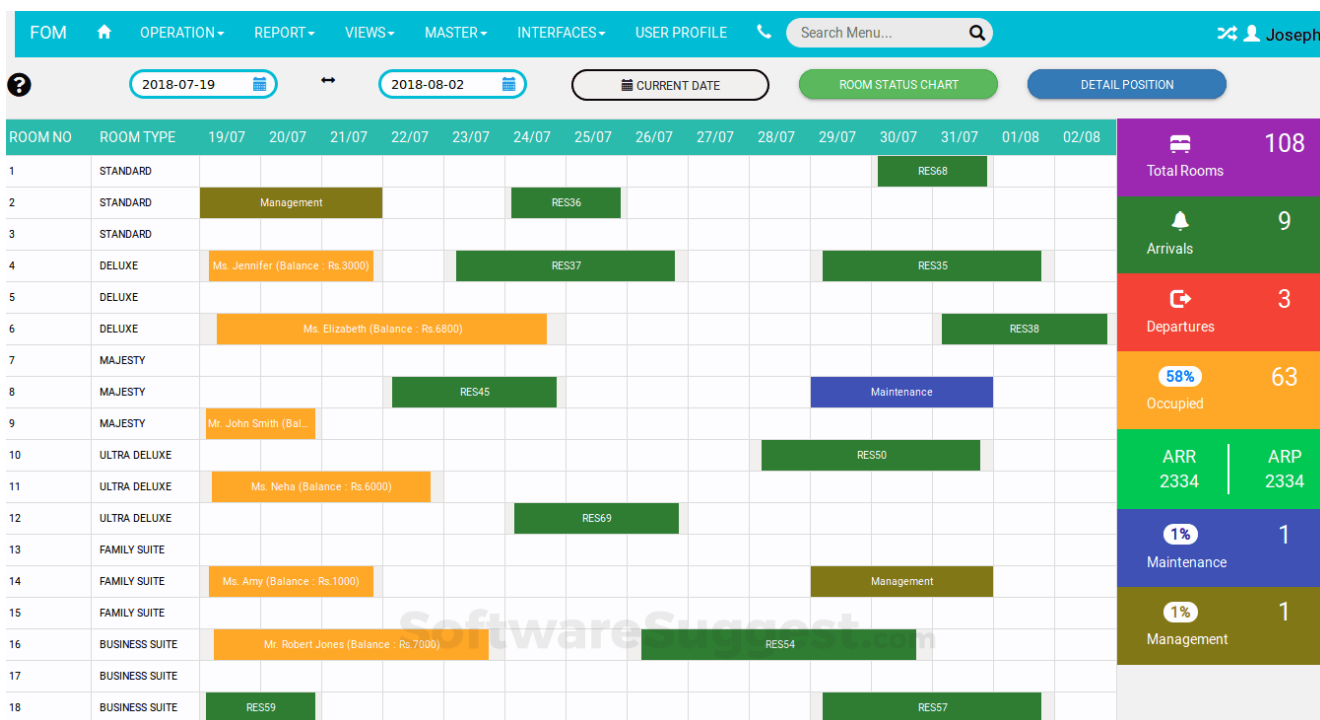 FOM OPERATION REPORT VIEWS MASTER INTERFACES USER PROFILE Search Menu... Joseph
2018-07-19 2018-08-02 CURRENT DATE ROOM STATUS CHART DETAIL POSITION
ROOM NO ROOM TYPE 19/07 20/07 21/07 22/07 23/07 24/07 25/07 26/07 27/07 28/07 29/07 30/07 31/07 01/08 02/08
1 STANDARD RES68
2 STANDARD Management RES36
3 STANDARD
4 DELUXE Ms. Jennifer (Balance : Rs.3000) RES37 RES35
5 DELUXE
6 DELUXE Ms. Elizabeth (Balance : Rs.6800) RES38
7 MAJESTY
8 MAJESTY RES45 Maintenance
9 MAJESTY Mr. John Smith (Bal...
10 ULTRA DELUXE RES50
11 ULTRA DELUXE Ms. Neha (Balance : Rs.6000)
12 ULTRA DELUXE RES69
13 FAMILY SUITE
14 FAMILY SUITE Ms. Amy (Balance : Rs.1000) Management
15 FAMILY SUITE
SoftwareSuggest.com
16 BUSINESS SUITE Mr. Robert Jones (Balance : Rs.7000) RES54
17 BUSINESS SUITE
18 BUSINESS SUITE RES59 RES57
108
Total Rooms
9
Arrivals
3
Departures
58% 63
Occupied
ARR ARP
2334 2334
1% 1
Maintenance
1% 1
Management